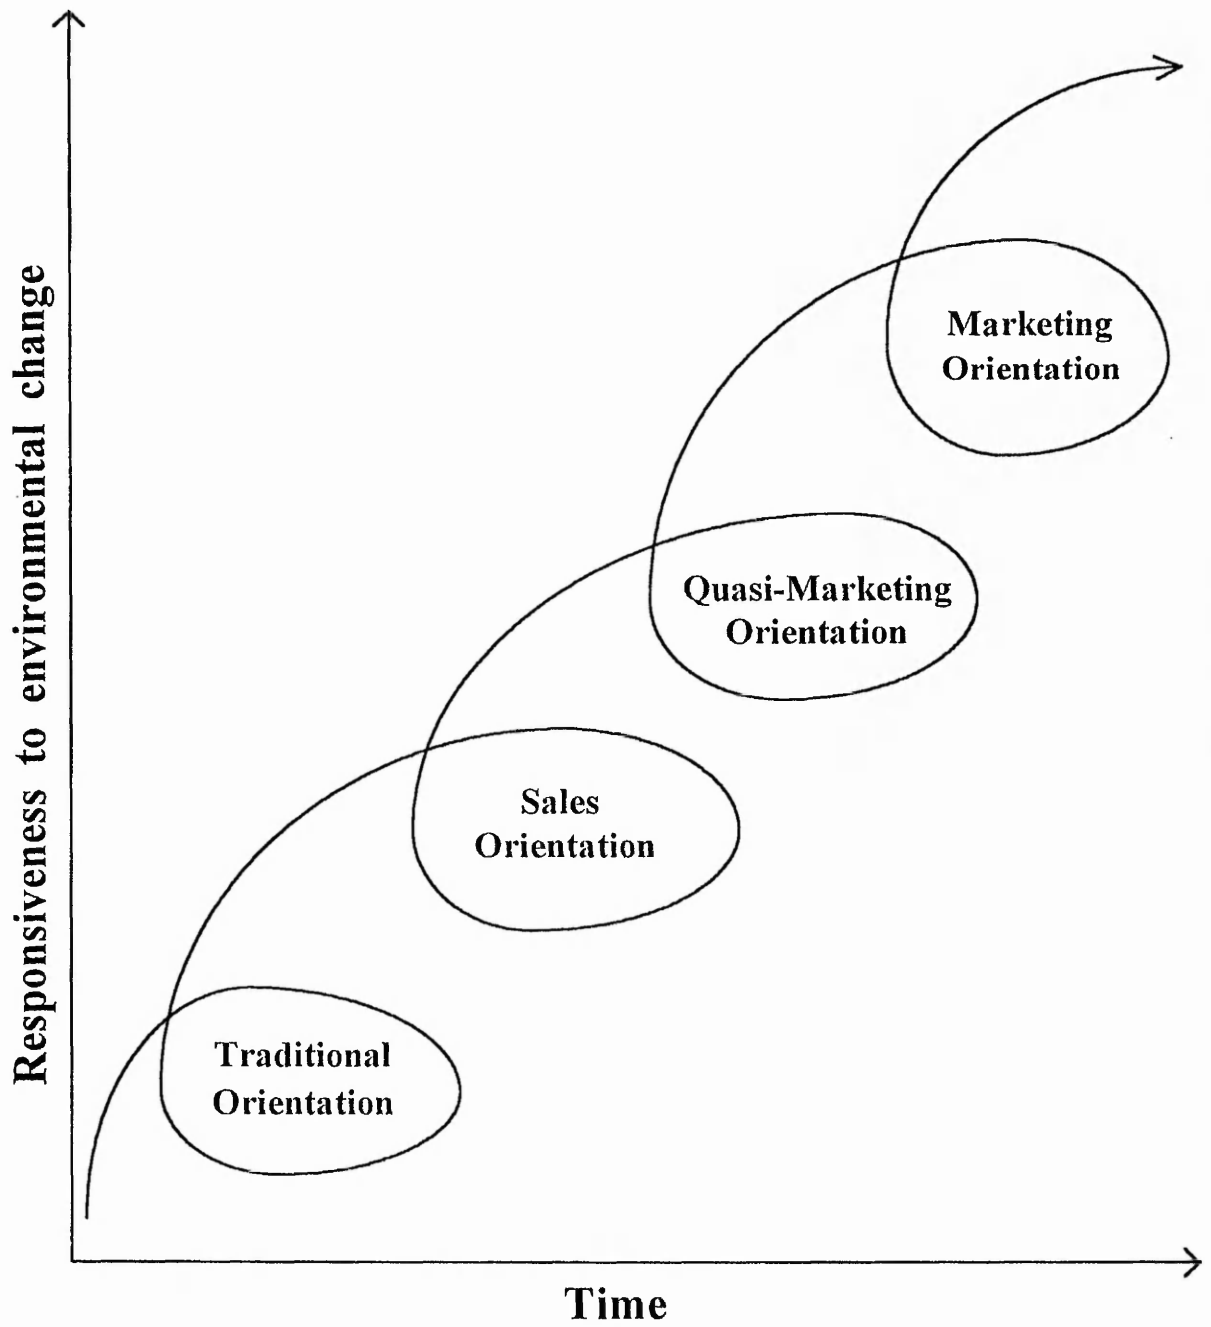 Responsiveness to environmental change
Marketing
Orientation
Quasi-Marketing
Orientation
Sales
Orientation
Traditional
Orientation
Time